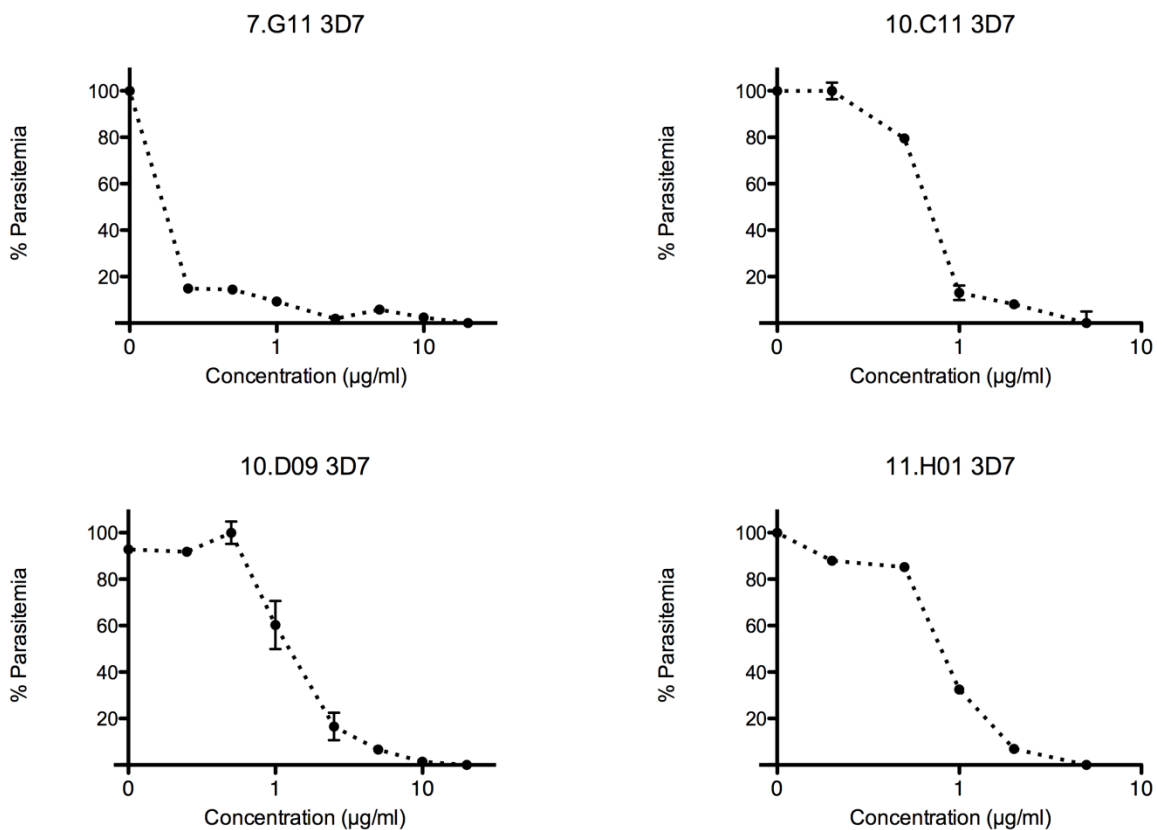 7.G11 3D7
% Parasitemia
100
80
60
40
20
0
1
10
Concentration (µg/ml)
10.C11 3D7
% Parasitemia
100
80
60
40
20
0
1
10
Concentration (µg/ml)
10.D09 3D7
% Parasitemia
100
80
60
40
20
0
1
10
Concentration (µg/ml)
11.H01 3D7
% Parasitemia
100
80
60
40
20
0
1
10
Concentration (µg/ml)